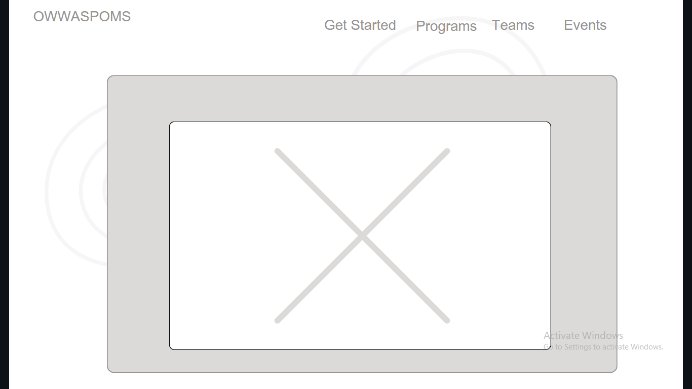 OWWASPOMS
Get Started Programs Teams Events
Activate Windows
Go to Settings to activate Windows.